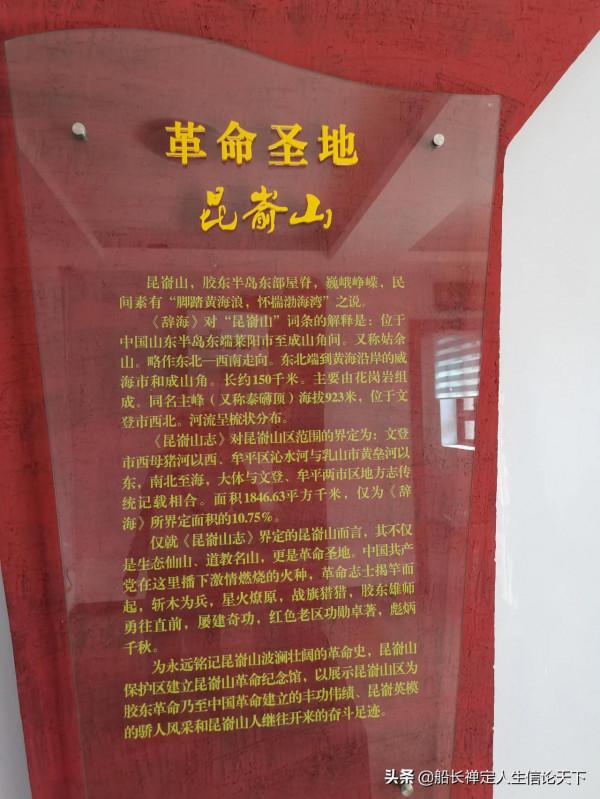 革命圣地
昆嵛山
昆嵛山，胶东半岛东部屋脊，巍峨峥嵘，民
间素有“脚踏黄海浪，怀揣渤海湾”之说。
《辞海》对“昆嵛山”词条的解释是：位于
中国山东半岛东端莱阳市至成山角间。又称姑余
山。略作东北—西南走向。东北端到黄海沿岸的威
海市和成山角。长约150千米。主要由花岗岩组
成。同名主峰（又称泰礴顶）海拔923米，位于文
登市西北。河流呈梳状分布。
《昆嵛山志》对昆嵛山区范围的界定为：文登
市西母猪河以西、牟平区沁水河与乳山市黄垒河以
东，南北至海，大体与文登、牟平两市区地方志传
统记载相合。面积1846.63平方千米，仅为《辞
海》所界定面积的10.75%。
仅就《昆嵛山志》界定的昆嵛山而言，其不仅
是生态仙山、道教名山，更是革命圣地。中国共产
党在这里播下激情燃烧的火种，革命志士揭竿而
起，斩木为兵，星火燎原，战旗猎猎，胶东雄师
勇往直前，屡建奇功，红色老区功勋卓著，彪炳
千秋。
为永远铭记昆嵛山波澜壮阔的革命史，昆嵛山
保护区建立昆嵛山革命纪念馆，以展示昆嵛山区为
胶东革命乃至中国革命建立的丰功伟绩、昆嵛英模
的骄人风采和昆嵛山人继往开来的奋斗足迹。
头条 @船长禅定人生信论天下